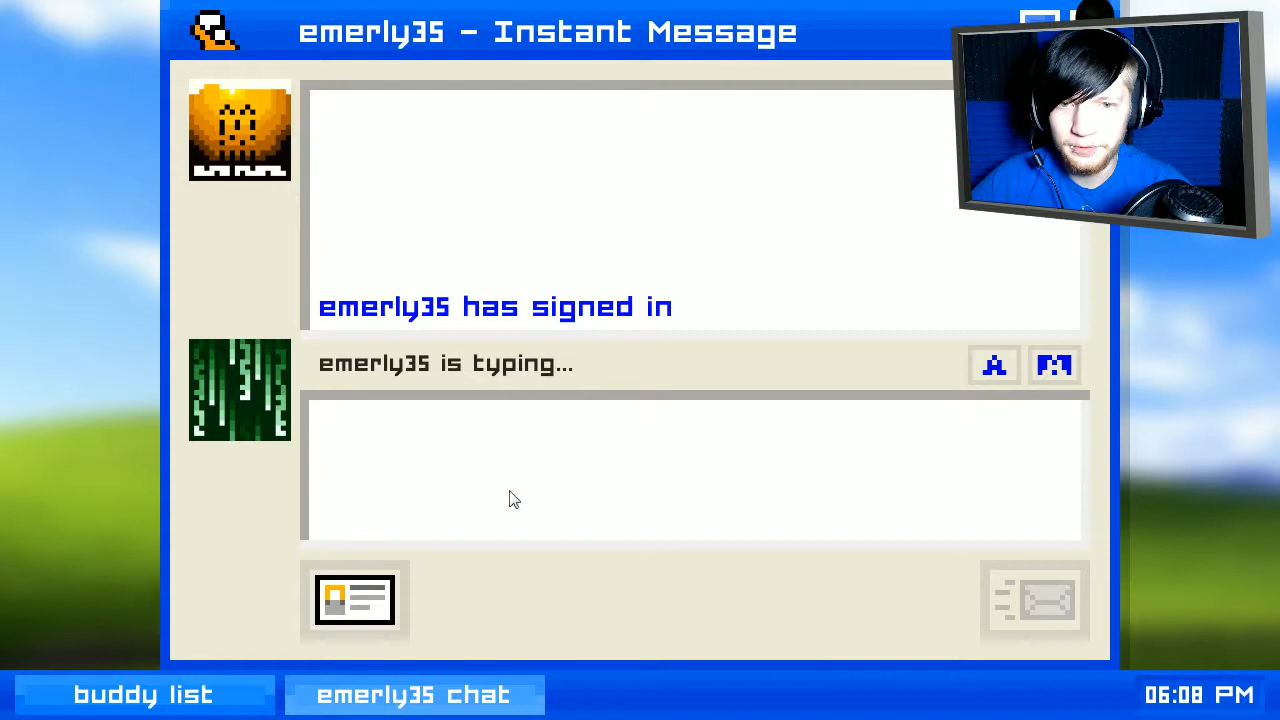 emerly35 - Instant Message
emerly35 has signed in
emerly35 is typing...
A
buddy list
emerly35 chat
06:08 PM